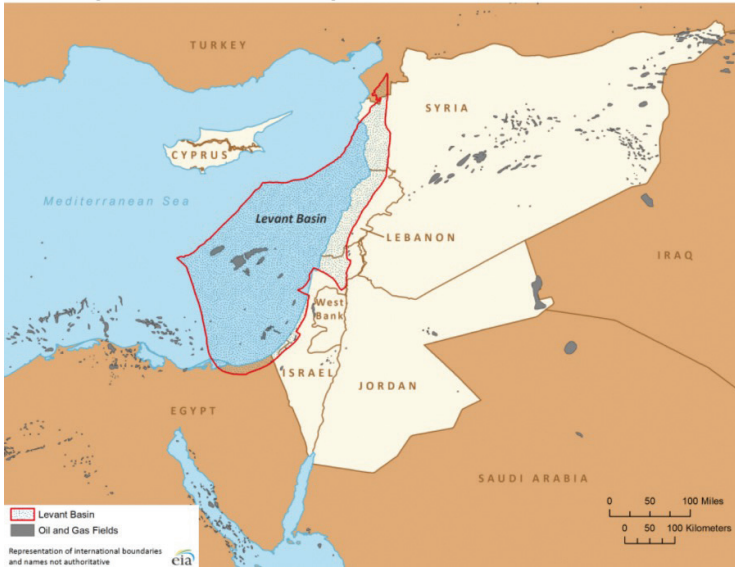 TURKEY
SYRIA
CYPRUS
Mediterranean Sea
Levant Basin
LEBANON
IRAQ
West
Bank
ISRAEL
JORDAN
EGYPT
SAUDI ARABIA
0 50 100 Miles
0 50 100 Kilometers
Levant Basin
Oil and Gas Fields
Representation of international boundaries
and names not authoritative
eia